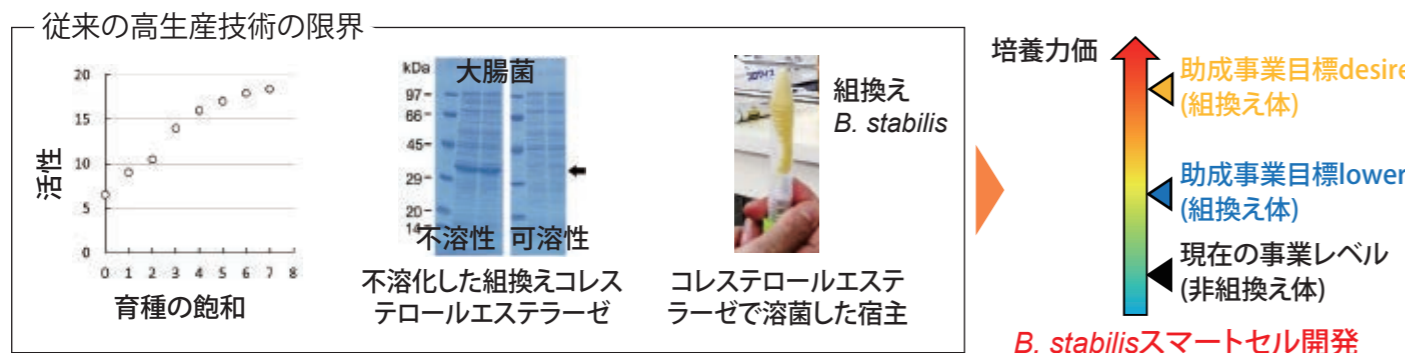 従来の高生産技術の限界
20
15
10
5
0
活性
0 1 2 3 4 5 6 7 8
育種の飽和
kDa
97
66
45
29
20
14
大腸菌
不溶性 可溶性
不溶化した組換えコレス
テロールエステラーゼ
組換え
B. stabilis
コレステロールエステ
ラーゼで溶菌した宿主
培養力価
助成事業目標desire
(組換え体)
助成事業目標lower
(組換え体)
現在の事業レベル
(非組換え体)
B. stabilisスマートセル開発